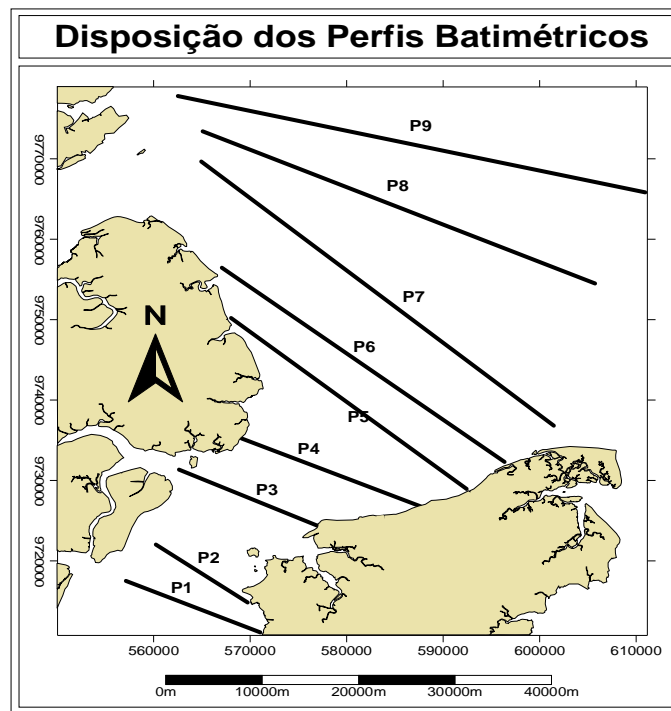 Disposição dos Perfis Batimétricos
P9
P8
P7
P6
P5
P4
P3
P2
P1
N
9770000
9760000
9750000
9740000
9730000
9720000
560000 570000 580000 590000 600000 610000
0m 10000m 20000m 30000m 40000m